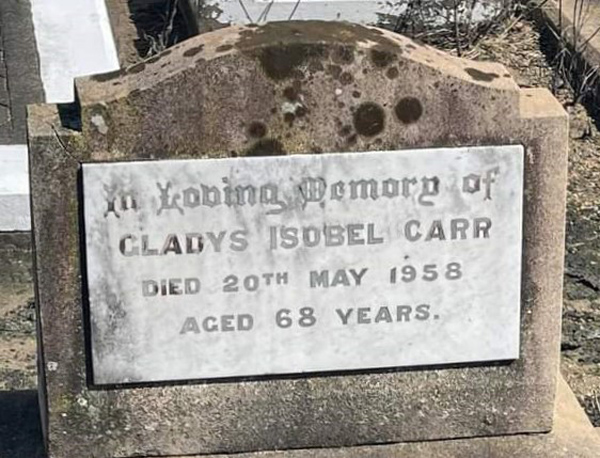 In Loving Memory of
GLADYS ISOBEL CARR
DIED 20TH MAY 1958
AGED 68 YEARS.